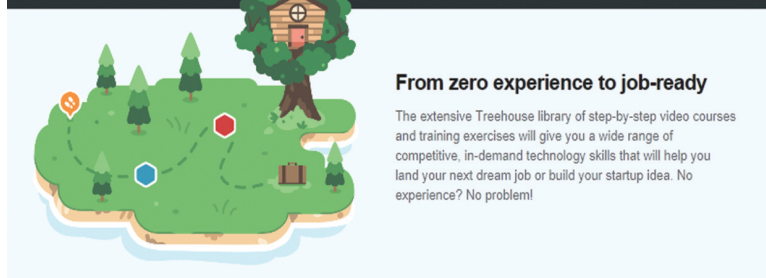 From zero experience to job-ready
The extensive Treehouse library of step-by-step video courses
and training exercises will give you a wide range of
competitive, in-demand technology skills that will help you
land your next dream job or build your startup idea. No
experience? No problem!